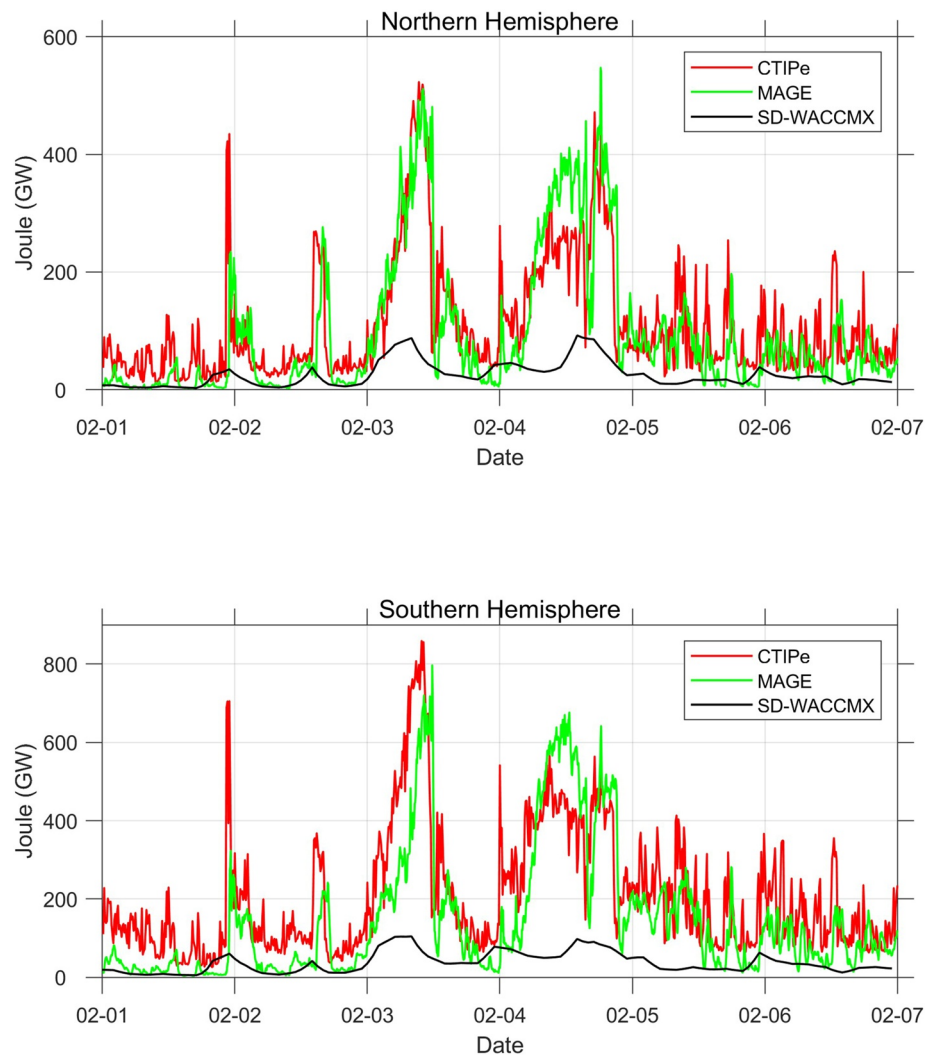 Northern Hemisphere
600
400
200
0
Joule (GW)
CTIPe
MAGE
SD-WACCMX
02-01 02-02 02-03 02-04 02-05 02-06 02-07
Date
Southern Hemisphere
800
600
400
200
0
Joule (GW)
CTIPe
MAGE
SD-WACCMX
02-01 02-02 02-03 02-04 02-05 02-06 02-07
Date